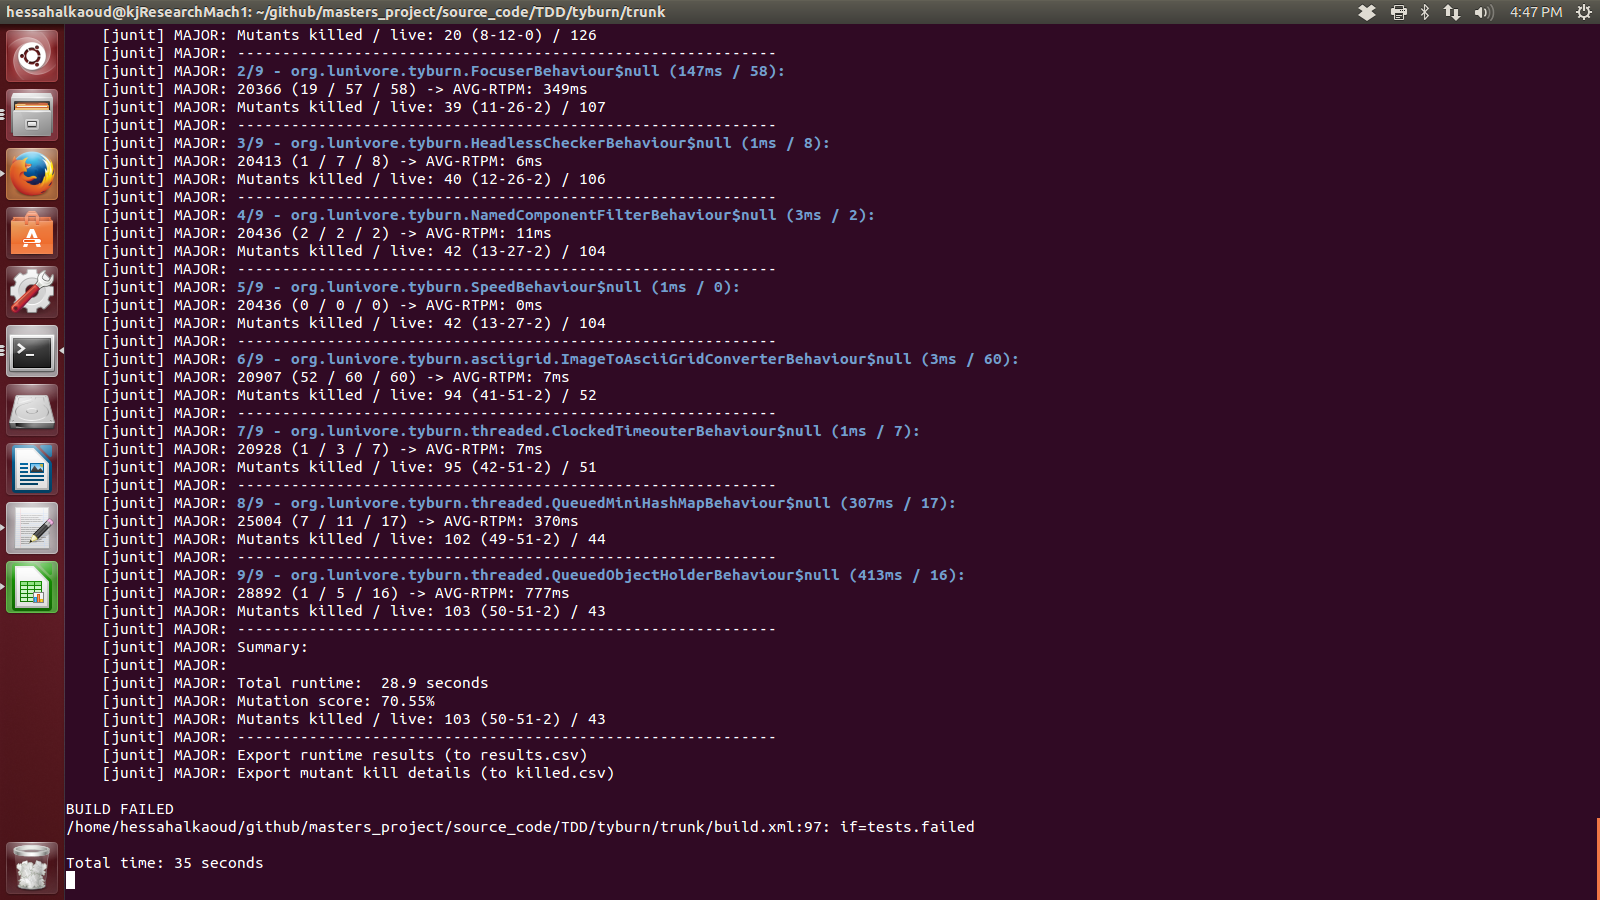 hessahalkaoud@kjResearchMach1: ~/github/masters_project/source_code/TDD/tyburn/trunk 4:47 PM
[junit] MAJOR: Mutants killed / live: 20 (8-12-0) / 126
[junit] MAJOR: ------------------------------------------------------------
[junit] MAJOR: 2/9 - org.lunivore.tyburn.FocuserBehaviour$null (147ms / 58):
[junit] MAJOR: 20366 (19 / 57 / 58) -> AVG-RTPM: 349ms
[junit] MAJOR: Mutants killed / live: 39 (11-26-2) / 107
[junit] MAJOR: ------------------------------------------------------------
[junit] MAJOR: 3/9 - org.lunivore.tyburn.HeadlessCheckerBehaviour$null (1ms / 8):
[junit] MAJOR: 20413 (1 / 7 / 8) -> AVG-RTPM: 6ms
[junit] MAJOR: Mutants killed / live: 40 (12-26-2) / 106
[junit] MAJOR: ------------------------------------------------------------
[junit] MAJOR: 4/9 - org.lunivore.tyburn.NamedComponentFilterBehaviour$null (3ms / 2):
[junit] MAJOR: 20436 (2 / 2 / 2) -> AVG-RTPM: 11ms
[junit] MAJOR: Mutants killed / live: 42 (13-27-2) / 104
[junit] MAJOR: ------------------------------------------------------------
[junit] MAJOR: 5/9 - org.lunivore.tyburn.SpeedBehaviour$null (1ms / 0):
[junit] MAJOR: 20436 (0 / 0 / 0) -> AVG-RTPM: 0ms
[junit] MAJOR: Mutants killed / live: 42 (13-27-2) / 104
[junit] MAJOR: ------------------------------------------------------------
[junit] MAJOR: 6/9 - org.lunivore.tyburn.asciigrid.ImageToAsciiGridConverterBehaviour$null (3ms / 60):
[junit] MAJOR: 20907 (52 / 60 / 60) -> AVG-RTPM: 7ms
[junit] MAJOR: Mutants killed / live: 94 (41-51-2) / 52
[junit] MAJOR: ------------------------------------------------------------
[junit] MAJOR: 7/9 - org.lunivore.tyburn.threaded.ClockedTimeouterBehaviour$null (1ms / 7):
[junit] MAJOR: 20928 (1 / 3 / 7) -> AVG-RTPM: 7ms
[junit] MAJOR: Mutants killed / live: 95 (42-51-2) / 51
[junit] MAJOR: ------------------------------------------------------------
[junit] MAJOR: 8/9 - org.lunivore.tyburn.threaded.QueuedMiniHashMapBehaviour$null (307ms / 17):
[junit] MAJOR: 25004 (7 / 11 / 17) -> AVG-RTPM: 370ms
[junit] MAJOR: Mutants killed / live: 102 (49-51-2) / 44
[junit] MAJOR: ------------------------------------------------------------
[junit] MAJOR: 9/9 - org.lunivore.tyburn.threaded.QueuedObjectHolderBehaviour$null (413ms / 16):
[junit] MAJOR: 28892 (1 / 5 / 16) -> AVG-RTPM: 777ms
[junit] MAJOR: Mutants killed / live: 103 (50-51-2) / 43
[junit] MAJOR: ------------------------------------------------------------
[junit] MAJOR: Summary:
[junit] MAJOR:
[junit] MAJOR: Total runtime:  28.9 seconds
[junit] MAJOR: Mutation score: 70.55%
[junit] MAJOR: Mutants killed / live: 103 (50-51-2) / 43
[junit] MAJOR: ------------------------------------------------------------
[junit] MAJOR: Export runtime results (to results.csv)
[junit] MAJOR: Export mutant kill details (to killed.csv)
BUILD FAILED
/home/hessahalkaoud/github/masters_project/source_code/TDD/tyburn/trunk/build.xml:97: if=tests.failed
Total time: 35 seconds